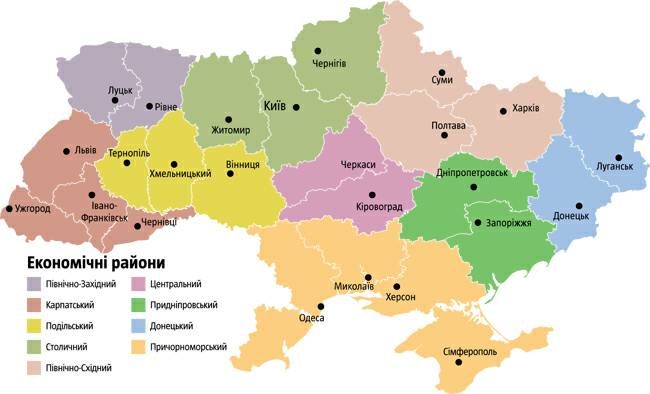 Чернігів
Суми
Луцьк
Рівне
Київ
Харків
Житомир
Полтава
Львів
Тернопіль
Хмельницький
Вінниця
Черкаси
Дніпропетровськ
Луганськ
Ужгород
Івано-
Франківськ
Чернівці
Кіровоград
Запоріжжя
Донецьк
Миколаїв
Херсон
Одеса
Сімферополь
Економічні райони
Північно-Західний
Карпатський
Подільський
Столичний
Північно-Східний
Центральний
Придніпровський
Донецький
Причорноморський